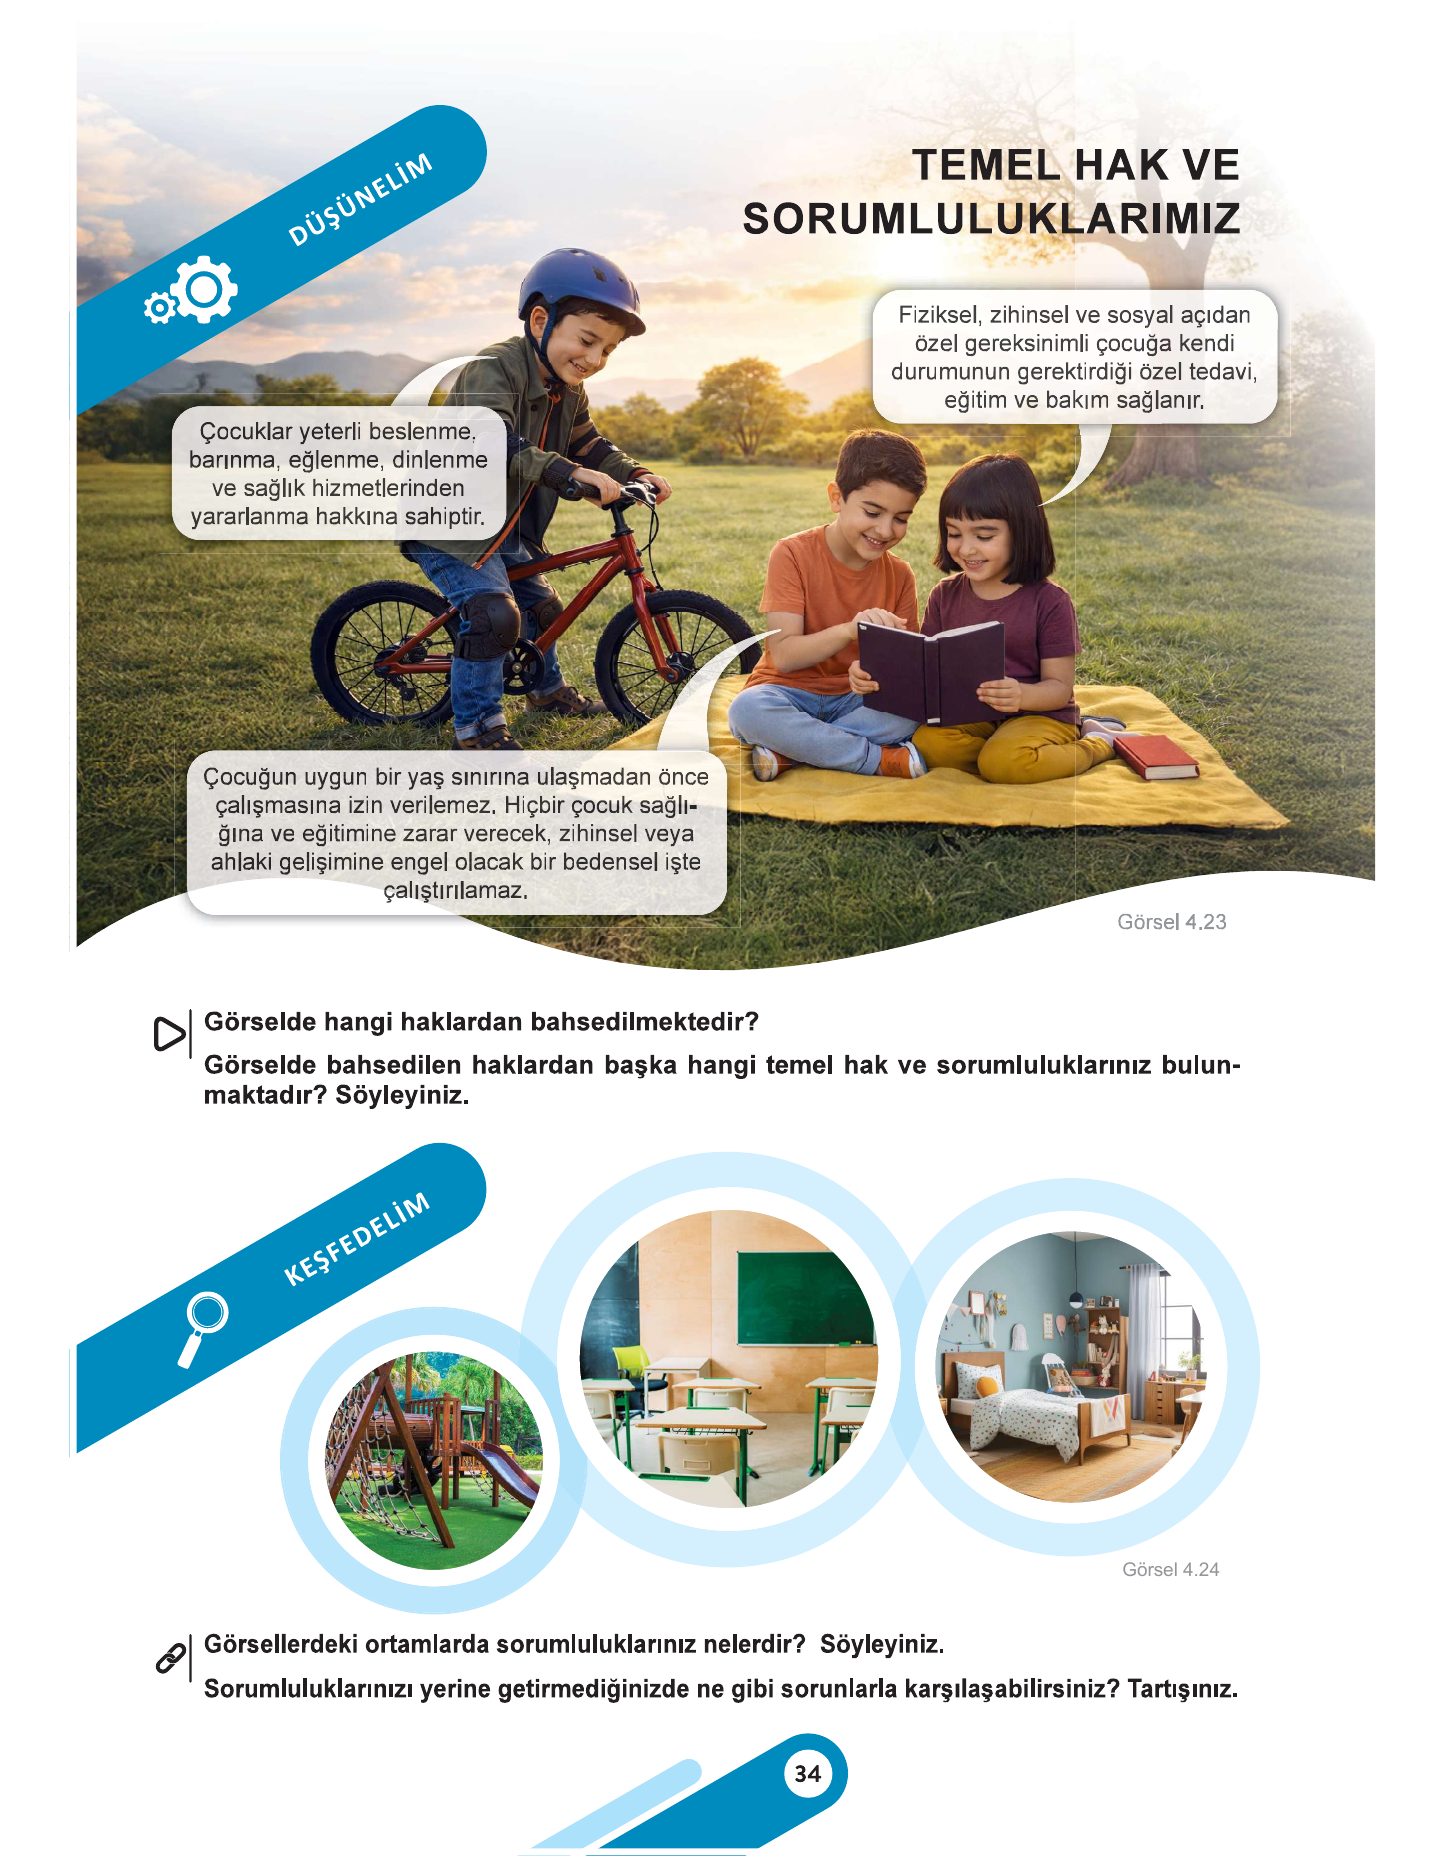 DÜŞÜNELİM
TEMEL HAK VE
SORUMLULUKLARIMIZ
Fiziksel, zihinsel ve sosyal açıdan
özel gereksinimli çocuğa kendi
durumunun gerektirdiği özel tedavi,
eğitim ve bakım sağlanır.
Çocuklar yeterli beslenme,
barınma, eğlenme, dinlenme
ve sağlık hizmetlerinden
yararlanma hakkına sahiptir.
Çocuğun uygun bir yaş sınırına ulaşmadan önce
çalışmasına izin verilemez. Hiçbir çocuk sağlı-
ğına ve eğitimine zarar verecek, zihinsel veya
ahlaki gelişimine engel olacak bir bedensel işte
çalıştırılamaz.
Görsel 4.23
Görselde hangi haklardan bahsedilmektedir?
Görselde bahsedilen haklardan başka hangi temel hak ve sorumluluklarınız bulun-
maktadır? Söyleyiniz.
KEŞFEDELİM
Görsel 4.24
Görsellerdeki ortamlarda sorumluluklarınız nelerdir? Söyleyiniz.
Sorumluluklarınızı yerine getirmediğinizde ne gibi sorunlarla karşılaşabilirsiniz? Tartışınız.
34